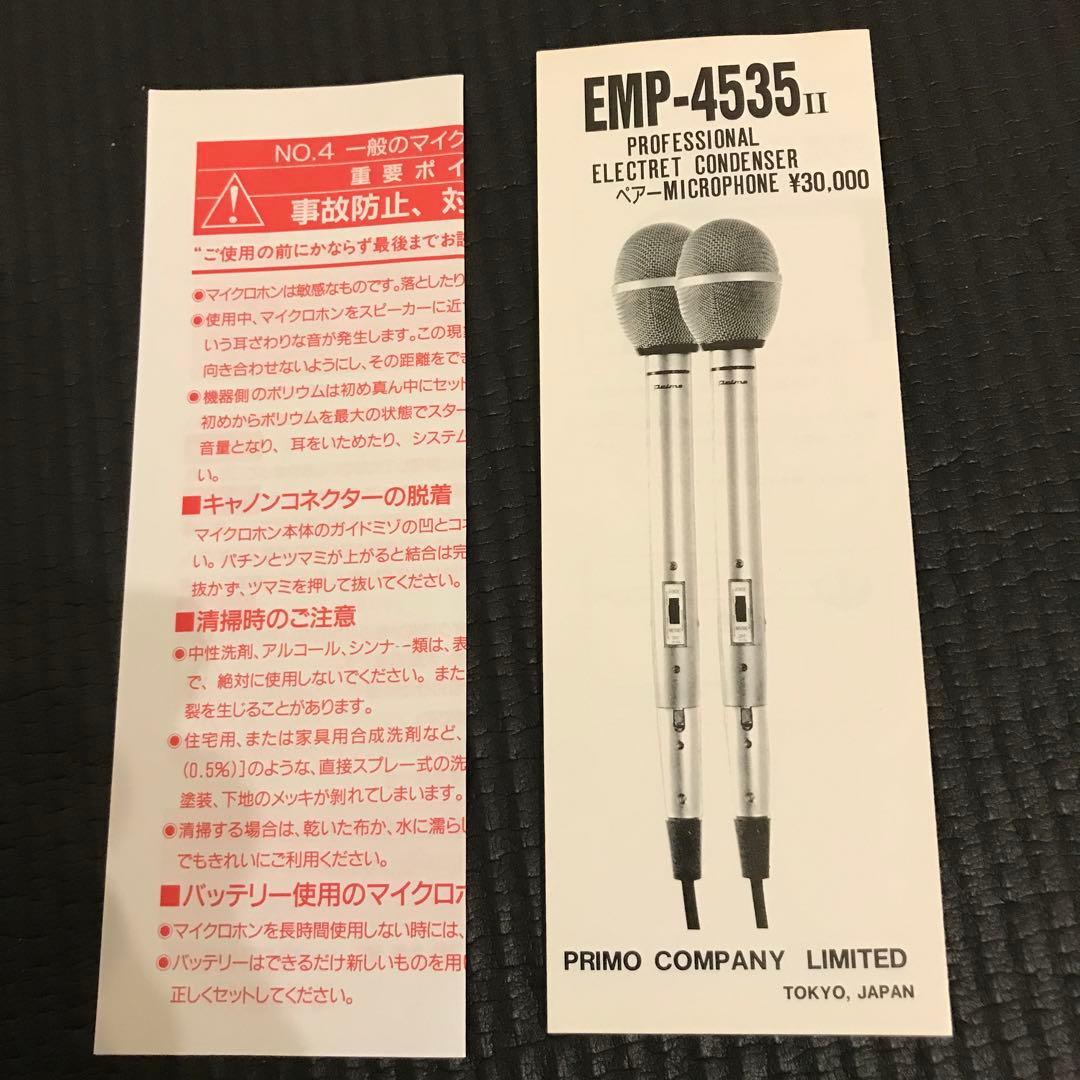 NO.4 一般のマイク
重要ポイ
事故防止、対
“ご使用の前にかならず最後までお読
●マイクロホンは敏感なものです。落としたり
●使用中、マイクロホンをスピーカーに近
いう耳ざわりな音が発生します。この現
向き合わせないようにし、その距離をでき
●機器側のボリウムは初め真ん中にセット
初めからボリウムを最大の状態でスター
音量となり、耳をいためたり、システム
い。
■キャノンコネクターの脱着
マイクロホン本体のガイドミゾの凹とコネ
い。パチンとツマミが上がると結合は完
抜かず、ツマミを押して抜いてください。
■清掃時のご注意
●中性洗剤、アルコール、シンナー類は、表
で、絶対に使用しないでください。また
裂を生じることがあります。
●住宅用、または家具用合成洗剤など、
(0.5%)]のような、直接スプレー式の洗
塗装、下地のメッキが剥れてしまいます。
●清掃する場合は、乾いた布か、水に濡らし
でもきれいにご利用ください。
■バッテリー使用のマイクロホ
●マイクロホンを長時間使用しない時には、
●バッテリーはできるだけ新しいものを用い
正しくセットしてください。
EMP-4535II
PROFESSIONAL
ELECTRET CONDENSER
ペアーMICROPHONE ¥30,000
Primo
Primo
PRIMO COMPANY LIMITED
TOKYO, JAPAN